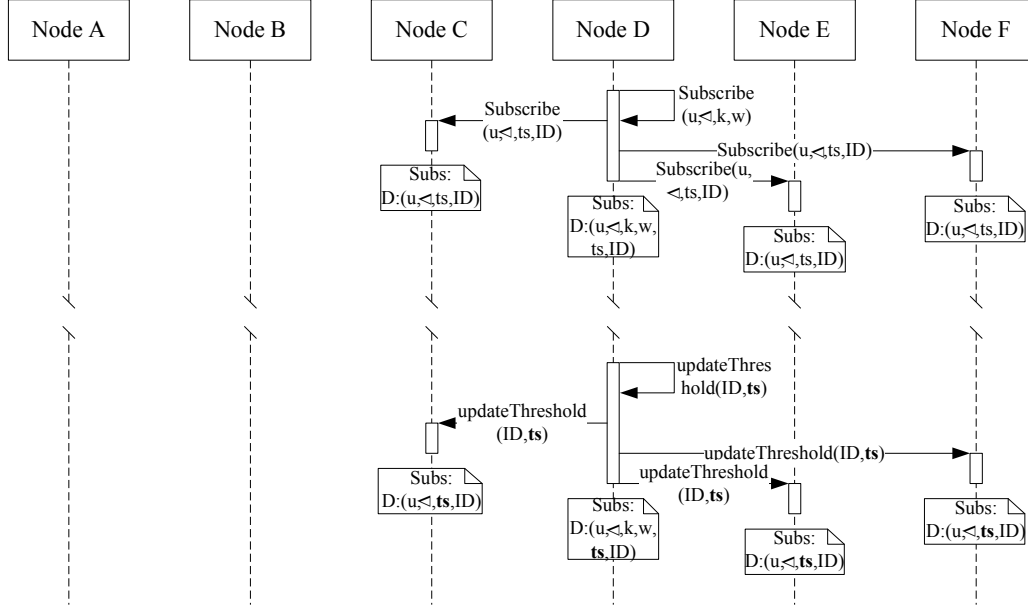 Node A
Node B
Node C
Node D
Node E
Node F
Subscribe
(u,⊲,k,w)
Subscribe
(u,⊲,ts,ID)
Subscribe(u,⊲,ts,ID)
Subscribe(u,
⊲,ts,ID)
Subs:
D:(u,⊲,ts,ID)
Subs:
D:(u,⊲,k,w,
ts,ID)
Subs:
D:(u,⊲,ts,ID)
Subs:
D:(u,⊲,ts,ID)
updateThres
hold(ID,ts)
updateThreshold
(ID,ts)
updateThreshold(ID,ts)
updateThreshold
(ID,ts)
Subs:
D:(u,⊲,ts,ID)
Subs:
D:(u,⊲,k,w,
ts,ID)
Subs:
D:(u,⊲,ts,ID)
Subs:
D:(u,⊲,ts,ID)